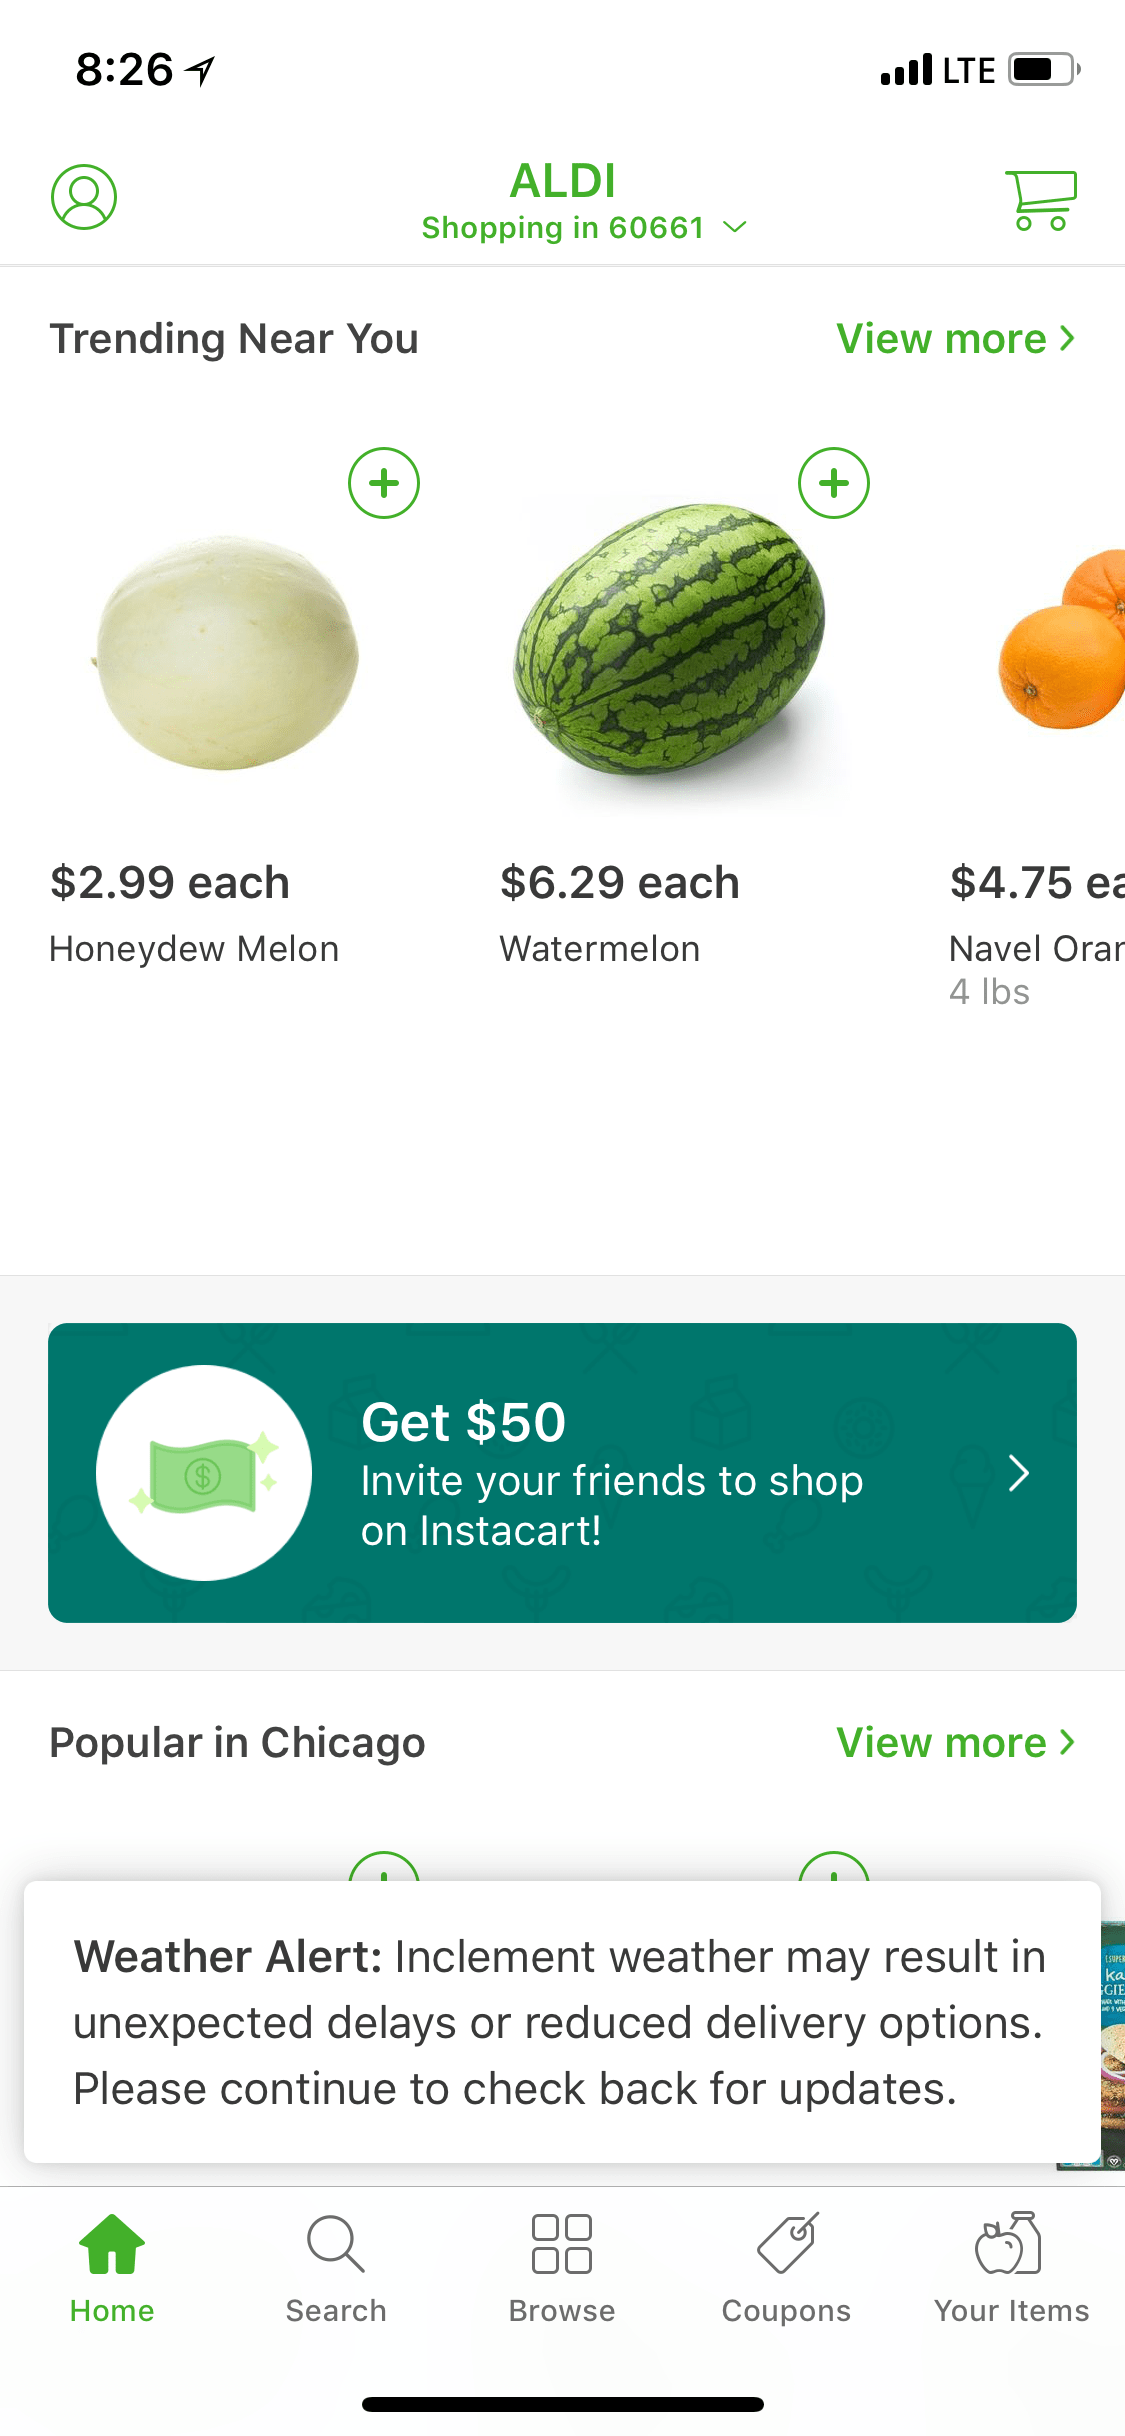 8:26
LTE
ALDI
Shopping in 60661
Trending Near You
View more
$2.99 each
$6.29 each
$4.75
Honeydew Melon
Watermelon
Navel
4 lbs
$
Get $50
Invite your friends to shop
on Instacart!
Popular in Chicago
View more
Weather Alert: Inclement weather may result in
unexpected delays or reduced delivery options.
Please continue to check back for updates.
Home
Search
Browse
Coupons
Your Items